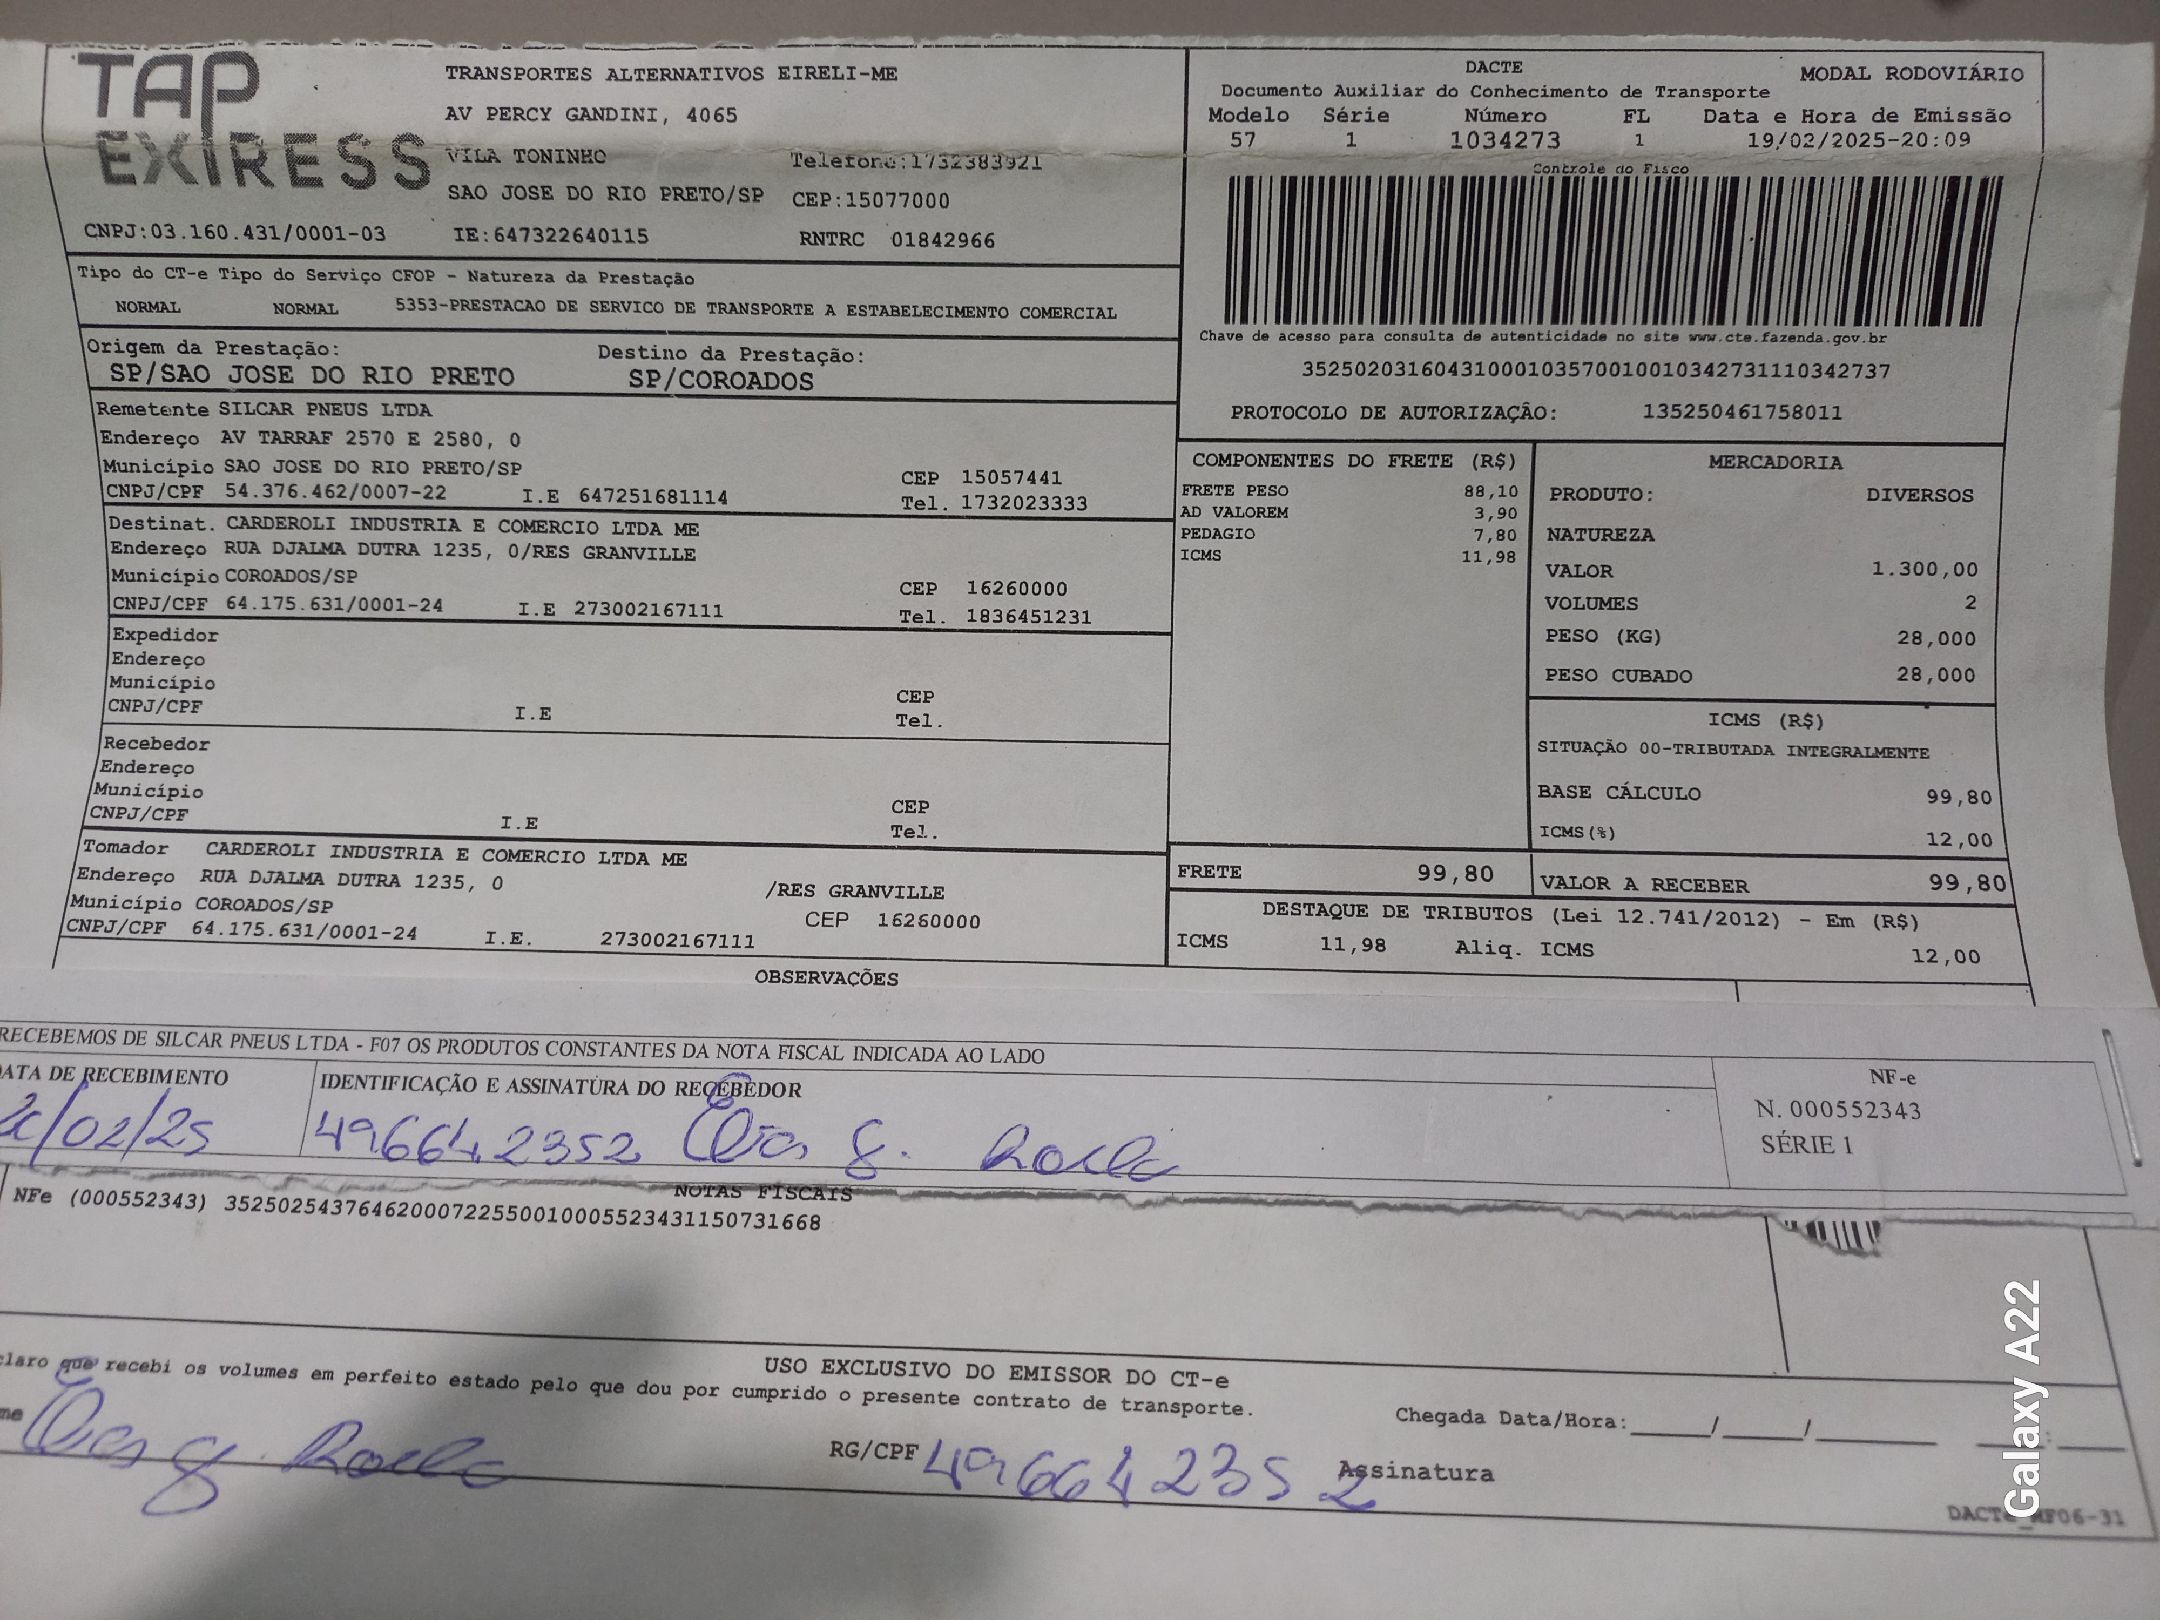 TAP
EXPRESS
TRANSPORTES ALTERNATIVOS EIRELI-ME
AV PERCY GANDINI, 4065
VILA TONINHO Telefone:1732383921
SAO JOSE DO RIO PRETO/SP CEP:15077000
CNPJ:03.160.431/0001-03 IE:647322640115 RNTRC 01842966
DACTE MODAL RODOVIÁRIO
Documento Auxiliar do Conhecimento de Transporte
Modelo Série Número FL Data e Hora de Emissão
57 1 1034273 1 19/02/2025-20:09
Controle do Fisco
Chave de acesso para consulta de autenticidade no site www.cte.fazenda.gov.br
35250203160431000103570010010342731110342737
PROTOCOLO DE AUTORIZAÇÃO: 135250461758011
Tipo do CT-e Tipo do Serviço CFOP - Natureza da Prestação
NORMAL NORMAL 5353-PRESTACAO DE SERVICO DE TRANSPORTE A ESTABELECIMENTO COMERCIAL
Origem da Prestação: Destino da Prestação:
SP/SAO JOSE DO RIO PRETO SP/COROADOS
Remetente SILCAR PNEUS LTDA
Endereço AV TARRAF 2570 E 2580, 0
Município SAO JOSE DO RIO PRETO/SP CEP 15057441
CNPJ/CPF 54.376.462/0007-22 I.E 647251681114 Tel. 1732023333
Destinat. CARDEROLI INDUSTRIA E COMERCIO LTDA ME
Endereço RUA DJALMA DUTRA 1235, 0/RES GRANVILLE
Município COROADOS/SP CEP 16260000
CNPJ/CPF 64.175.631/0001-24 I.E 273002167111 Tel. 1836451231
Expedidor
Endereço
Município CEP
CNPJ/CPF I.E Tel.
Recebedor
Endereço
Município CEP
CNPJ/CPF I.E Tel.
Tomador CARDEROLI INDUSTRIA E COMERCIO LTDA ME
Endereço RUA DJALMA DUTRA 1235, 0 /RES GRANVILLE
Município COROADOS/SP CEP 16260000
CNPJ/CPF 64.175.631/0001-24 I.E. 273002167111
COMPONENTES DO FRETE (R$)
FRETE PESO 88,10
AD VALOREM 3,90
PEDAGIO 7,80
ICMS 11,98
MERCADORIA
PRODUTO: DIVERSOS
NATUREZA
VALOR 1.300,00
VOLUMES 2
PESO (KG) 28,000
PESO CUBADO 28,000
ICMS (R$)
SITUAÇÃO 00-TRIBUTADA INTEGRALMENTE
BASE CÁLCULO 99,80
ICMS(%) 12,00
FRETE 99,80 VALOR A RECEBER 99,80
DESTAQUE DE TRIBUTOS (Lei 12.741/2012) - Em (R$)
ICMS 11,98 Aliq. ICMS 12,00
OBSERVAÇÕES
RECEBEMOS DE SILCAR PNEUS LTDA - F07 OS PRODUTOS CONSTANTES DA NOTA FISCAL INDICADA AO LADO
DATA DE RECEBIMENTO IDENTIFICAÇÃO E ASSINATURA DO RECEBEDOR
/02/25 496642352
NF-e
N. 000552343
SÉRIE 1
NOTAS FISCAIS
NFe (000552343) 35250254376462000722550010005523431150731668
USO EXCLUSIVO DO EMISSOR DO CT-e
claro que recebi os volumes em perfeito estado pelo que dou por cumprido o presente contrato de transporte.
Chegada Data/Hora:____/____/______ ___:___
me RG/CPF 496642352 Assinatura
Galaxy A22